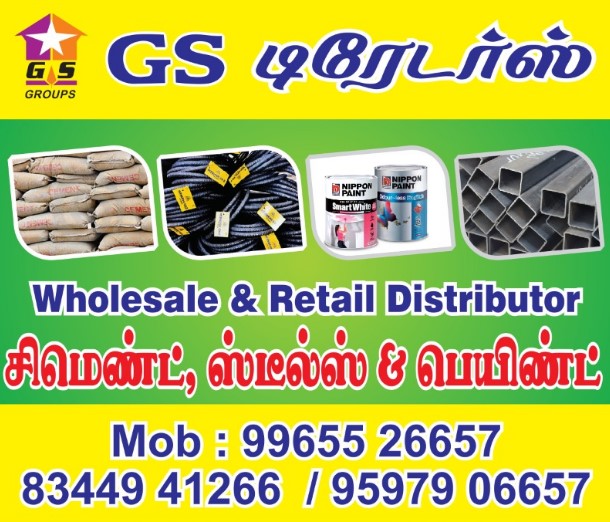 GS
GROUPS
GS டிரேடர்ஸ்
CEMENT
NIPPON PAINT
Smart White
NIPPON PAINT
Wholesale & Retail Distributor
சிமெண்ட், ஸ்டீல்ஸ் & பெயிண்ட்
Mob : 99655 26657
83449 41266 / 95979 06657